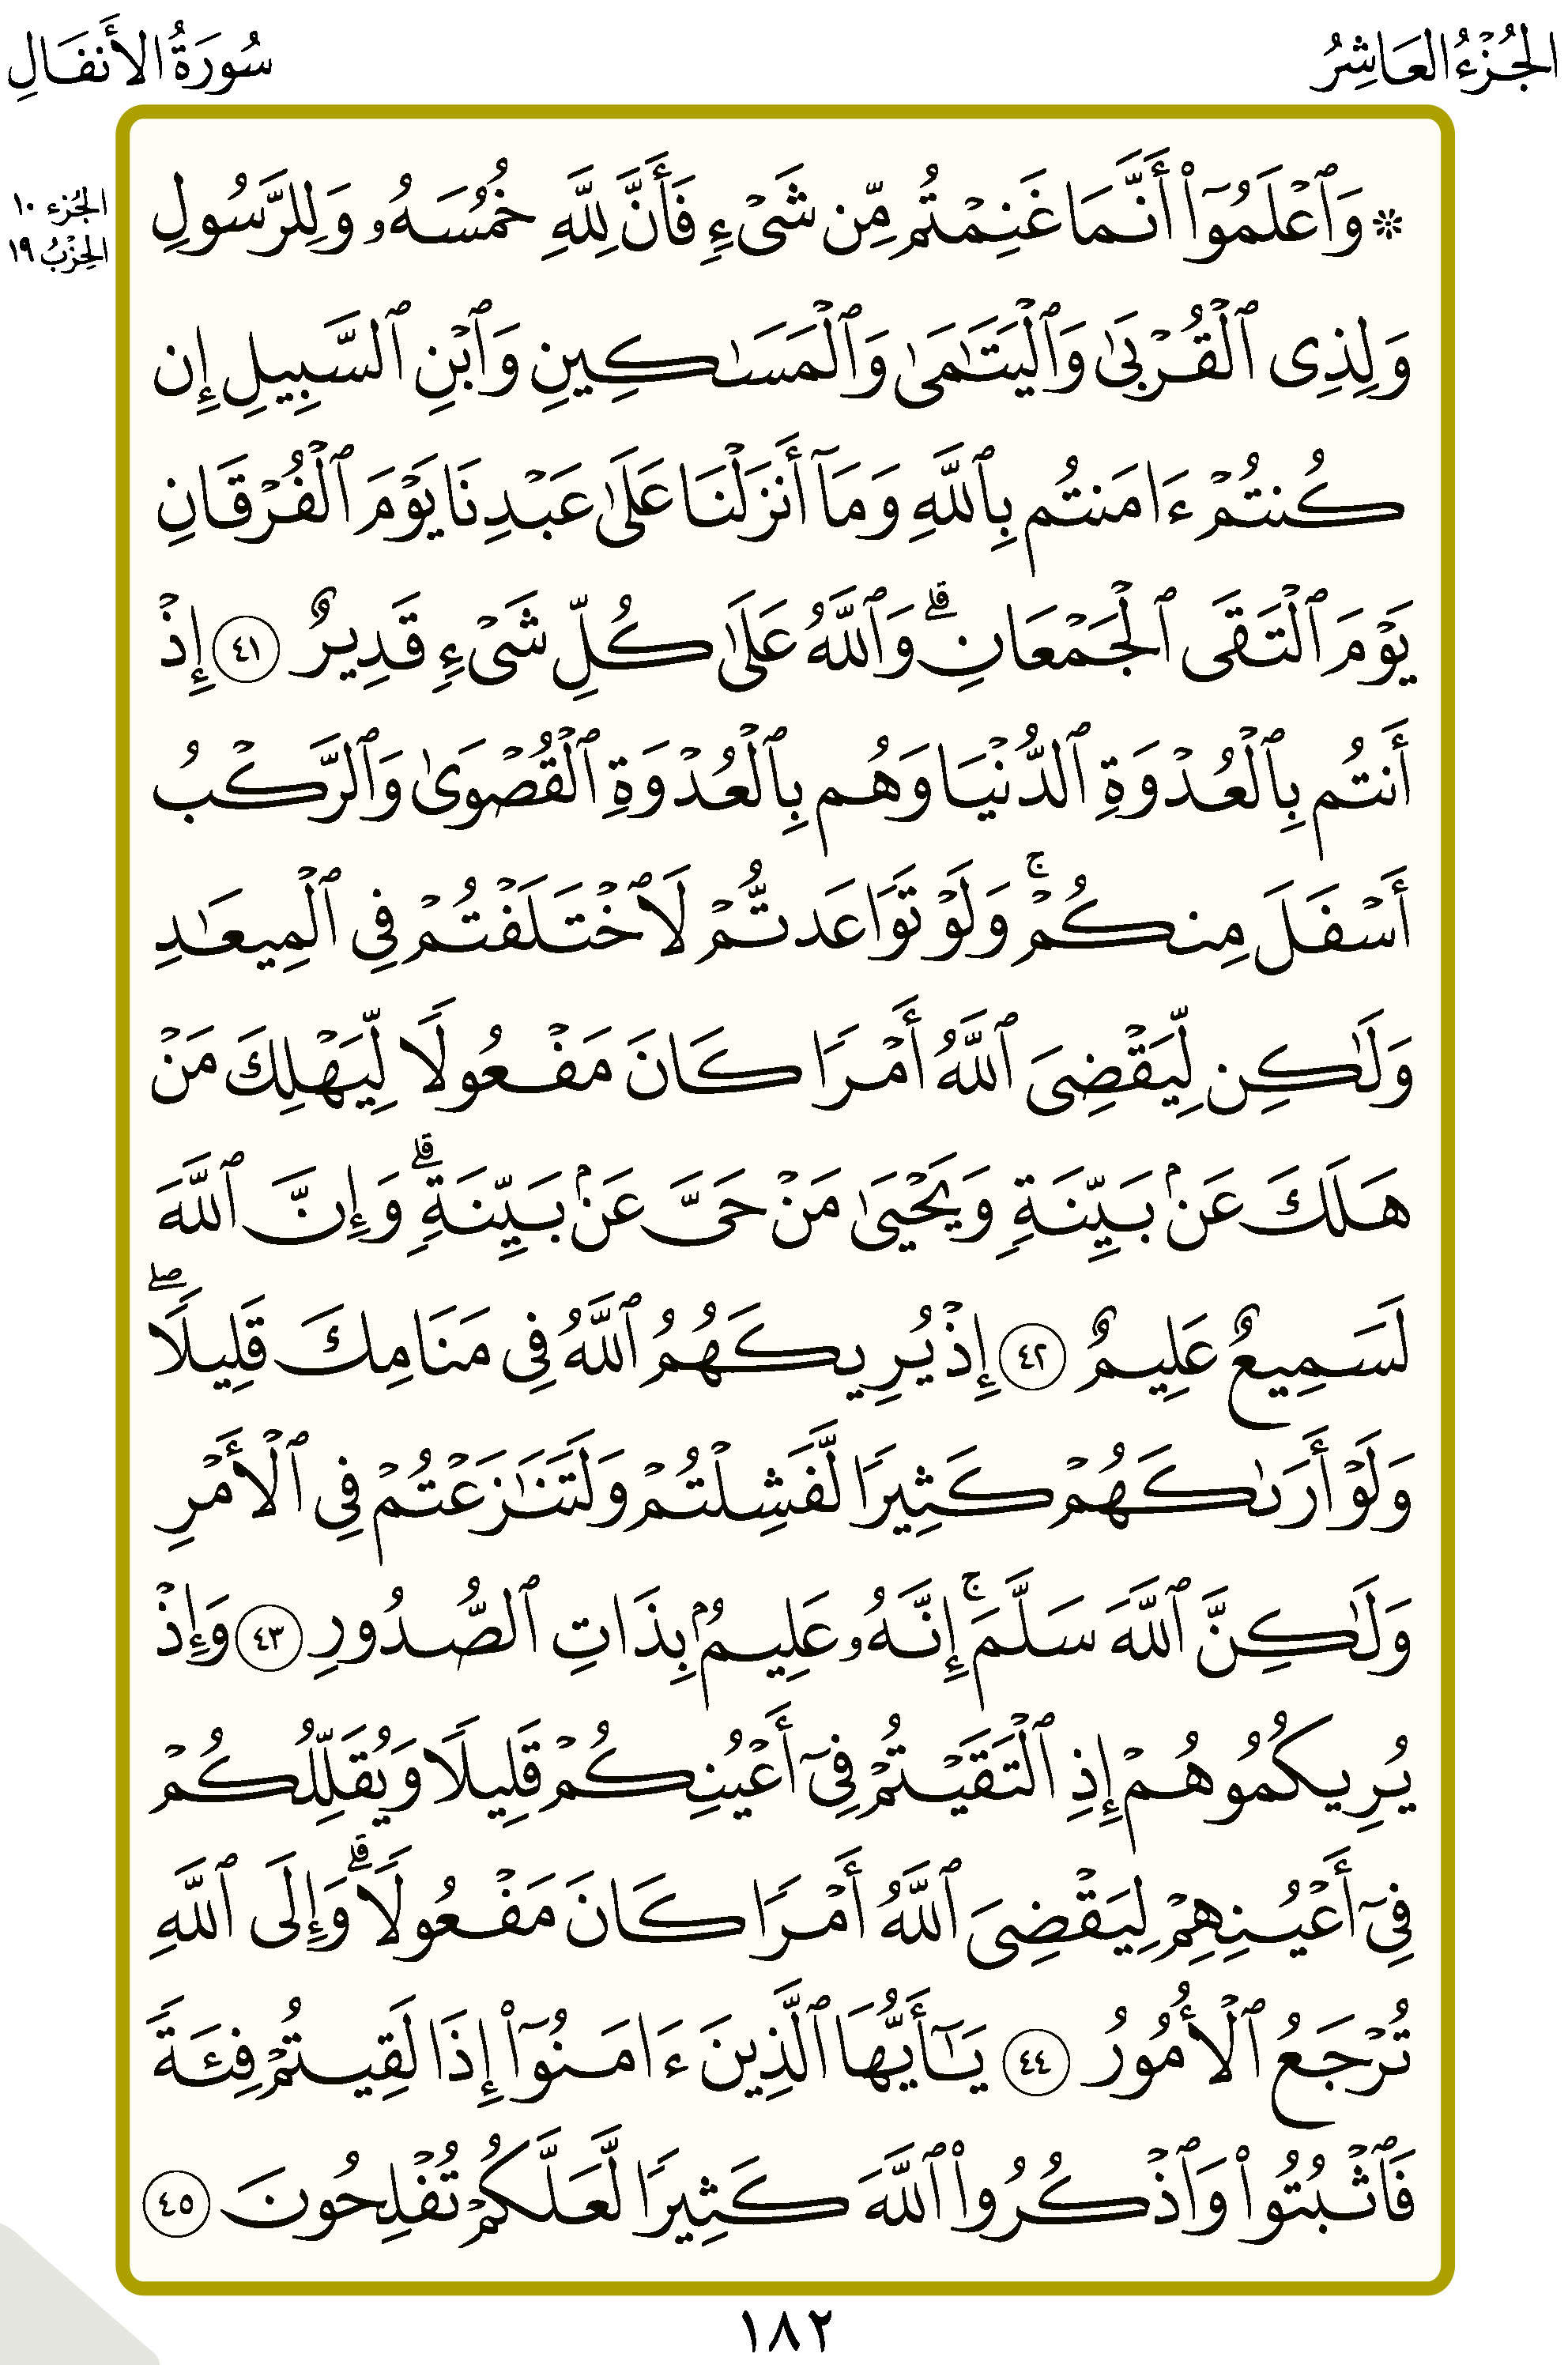 الجُزْءُ العَاشِرُ
سُورَةُ الأَنفَالِ
الجُزء ١٠
الحِزْبُ ١٩
۞ وَٱعْلَمُوٓا۟ أَنَّمَا غَنِمْتُم مِّن شَىْءٍ فَأَنَّ لِلَّهِ خُمُسَهُۥ وَلِلرَّسُولِ
وَلِذِى ٱلْقُرْبَىٰ وَٱلْيَتَـٰمَىٰ وَٱلْمَسَـٰكِينِ وَٱبْنِ ٱلسَّبِيلِ إِن
كُنتُمْ ءَامَنتُم بِٱللَّهِ وَمَآ أَنزَلْنَا عَلَىٰ عَبْدِنَا يَوْمَ ٱلْفُرْقَانِ
يَوْمَ ٱلْتَقَى ٱلْجَمْعَانِ ۗ وَٱللَّهُ عَلَىٰ كُلِّ شَىْءٍ قَدِيرٌ ٤١ إِذْ
أَنتُم بِٱلْعُدْوَةِ ٱلدُّنْيَا وَهُم بِٱلْعُدْوَةِ ٱلْقُصْوَىٰ وَٱلرَّكْبُ
أَسْفَلَ مِنكُمْ ۚ وَلَوْ تَوَاعَدتُّمْ لَٱخْتَلَفْتُمْ فِى ٱلْمِيعَـٰدِ
وَلَـٰكِن لِّيَقْضِىَ ٱللَّهُ أَمْرًا كَانَ مَفْعُولًا لِّيَهْلِكَ مَنْ
هَلَكَ عَنۢ بَيِّنَةٍ وَيَحْيَىٰ مَنْ حَىَّ عَنۢ بَيِّنَةٍ ۗ وَإِنَّ ٱللَّهَ
لَسَمِيعٌ عَلِيمٌ ٤٢ إِذْ يُرِيكَهُمُ ٱللَّهُ فِى مَنَامِكَ قَلِيلًا ۖ
وَلَوْ أَرَىٰكَهُمْ كَثِيرًا لَّفَشِلْتُمْ وَلَتَنَـٰزَعْتُمْ فِى ٱلْأَمْرِ
وَلَـٰكِنَّ ٱللَّهَ سَلَّمَ ۚ إِنَّهُۥ عَلِيمٌۢ بِذَاتِ ٱلصُّدُورِ ٤٣ وَإِذْ
يُرِيكُمُوهُمْ إِذِ ٱلْتَقَيْتُمْ فِىٓ أَعْيُنِكُمْ قَلِيلًا وَيُقَلِّلُكُمْ
فِىٓ أَعْيُنِهِمْ لِيَقْضِىَ ٱللَّهُ أَمْرًا كَانَ مَفْعُولًا ۗ وَإِلَى ٱللَّهِ
تُرْجَعُ ٱلْأُمُورُ ٤٤ يَـٰٓأَيُّهَا ٱلَّذِينَ ءَامَنُوٓا۟ إِذَا لَقِيتُمْ فِئَةً
فَٱثْبُتُوا۟ وَٱذْكُرُوا۟ ٱللَّهَ كَثِيرًا لَّعَلَّكُمْ تُفْلِحُونَ ٤٥
١٨٢